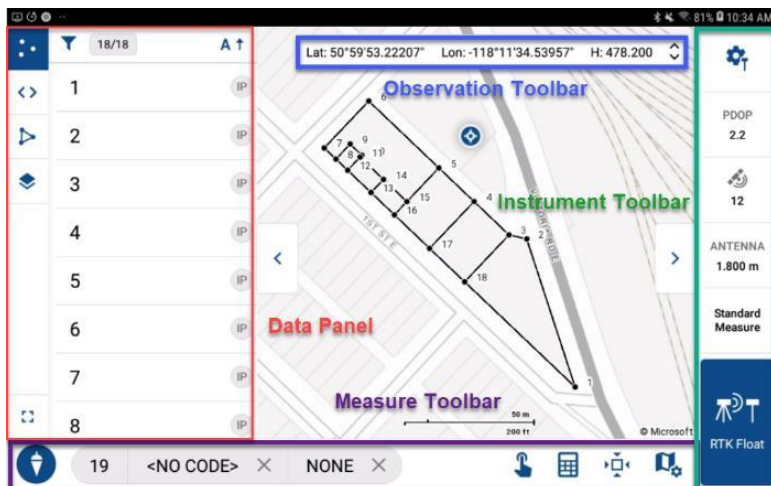 81% 10:34 AM
18/18
A
1
IP
2
IP
3
IP
4
IP
5
IP
6
IP
7
IP
8
IP
Lat: 50°59'53.22207" Lon: -118°11'34.53957" H: 478.200
Observation Toolbar
6
7
8
9
11
12
13
14
15
16
5
4
3
2
17
18
1
1ST ST E
Instrument Toolbar
Data Panel
Measure Toolbar
50 m
200 ft
© Microsoft
T
PDOP
2.2
12
ANTENNA
1.800 m
Standard
Measure
RTK Float
19 <NO CODE> NONE